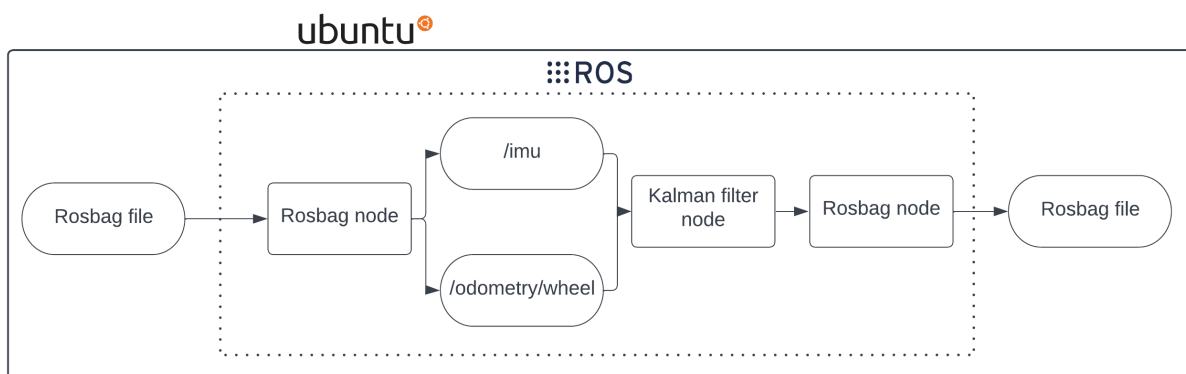 ubuntu
ROS
Rosbag file
Rosbag node
/imu
/odometry/wheel
Kalman filter
node
Rosbag node
Rosbag file